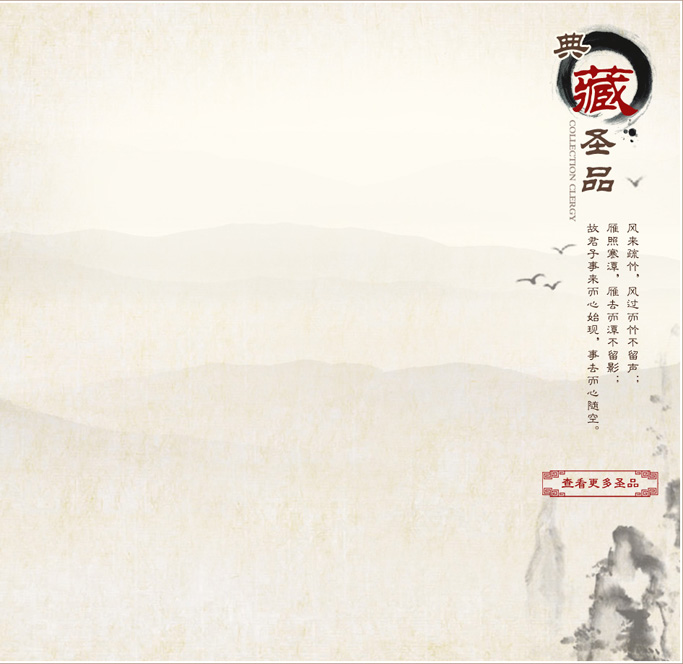 典藏圣品
COLLECTION CLERGY
风来疏竹，风过而竹不留声；
雁照寒潭，雁去而潭不留影；
故君子事来而心始现，事去而心随空。
查看更多圣品